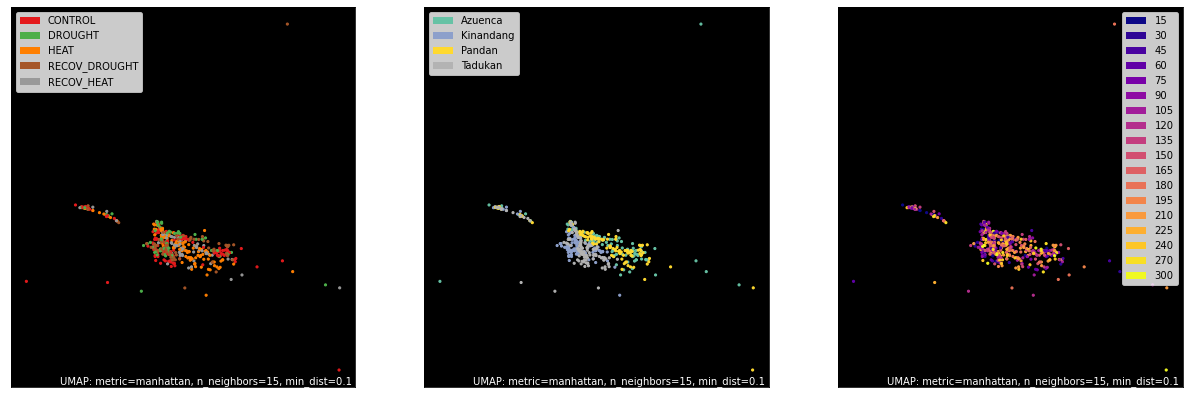 CONTROL
DROUGHT
HEAT
RECOV_DROUGHT
RECOV_HEAT
UMAP: metric=manhattan, n_neighbors=15, min_dist=0.1
Azuenca
Kinandang
Pandan
Tadukan
UMAP: metric=manhattan, n_neighbors=15, min_dist=0.1
15
30
45
60
75
90
105
120
135
150
165
180
195
210
225
240
270
300
UMAP: metric=manhattan, n_neighbors=15, min_dist=0.1